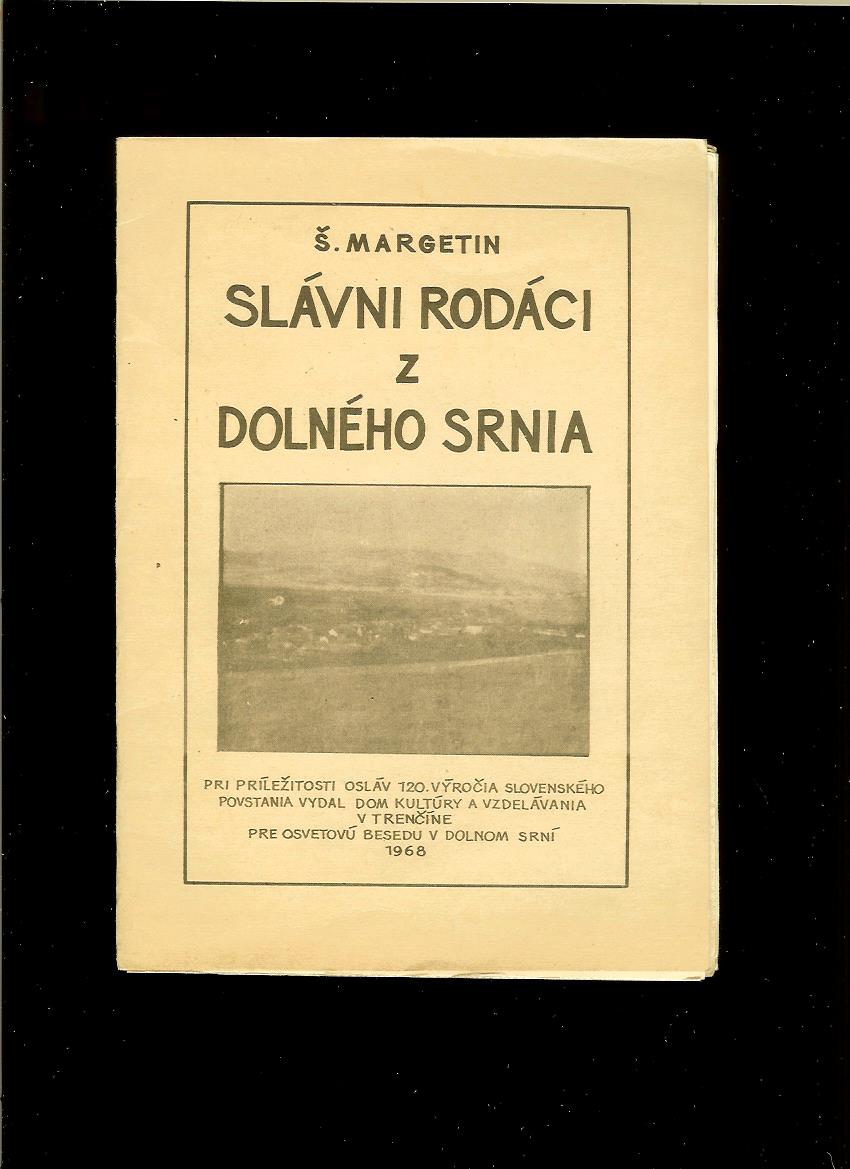 Š. MARGETIN
SLÁVNI RODÁCI
Z
DOLNÉHO SRNIA
PRI PRÍLEŽITOSTI OSLÁV 120. VÝROČIA SLOVENSKÉHO
POVSTANIA VYDAL DOM KULTÚRY A VZDELÁVANIA
V TRENČÍNE
PRE OSVETOVÚ BESEDU V DOLNOM SRNÍ
1968